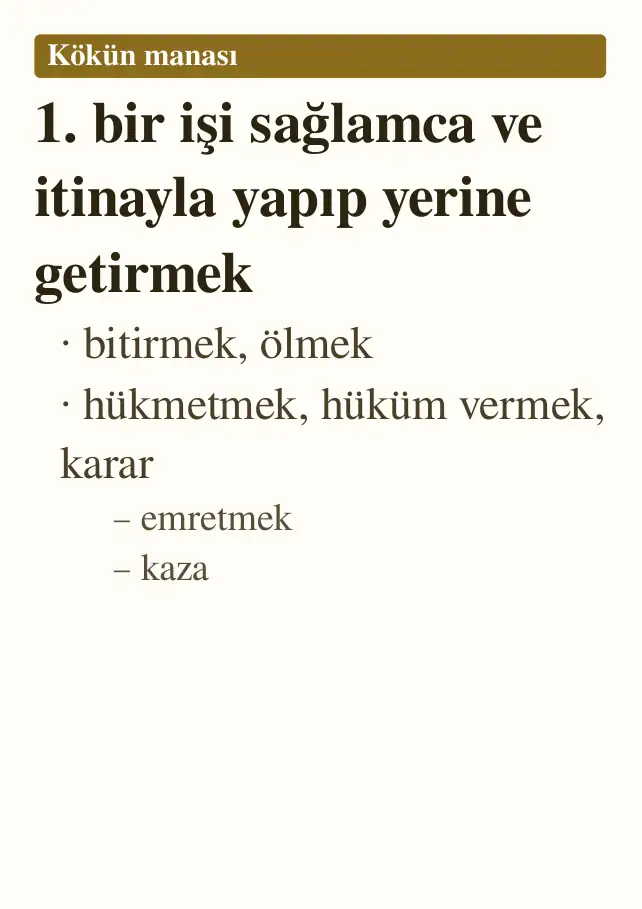 Kökün manası
1. bir işi sağlamca ve
itinayla yapıp yerine
getirmek
· bitirmek, ölmek
· hükmetmek, hüküm vermek,
karar
– emretmek
– kaza